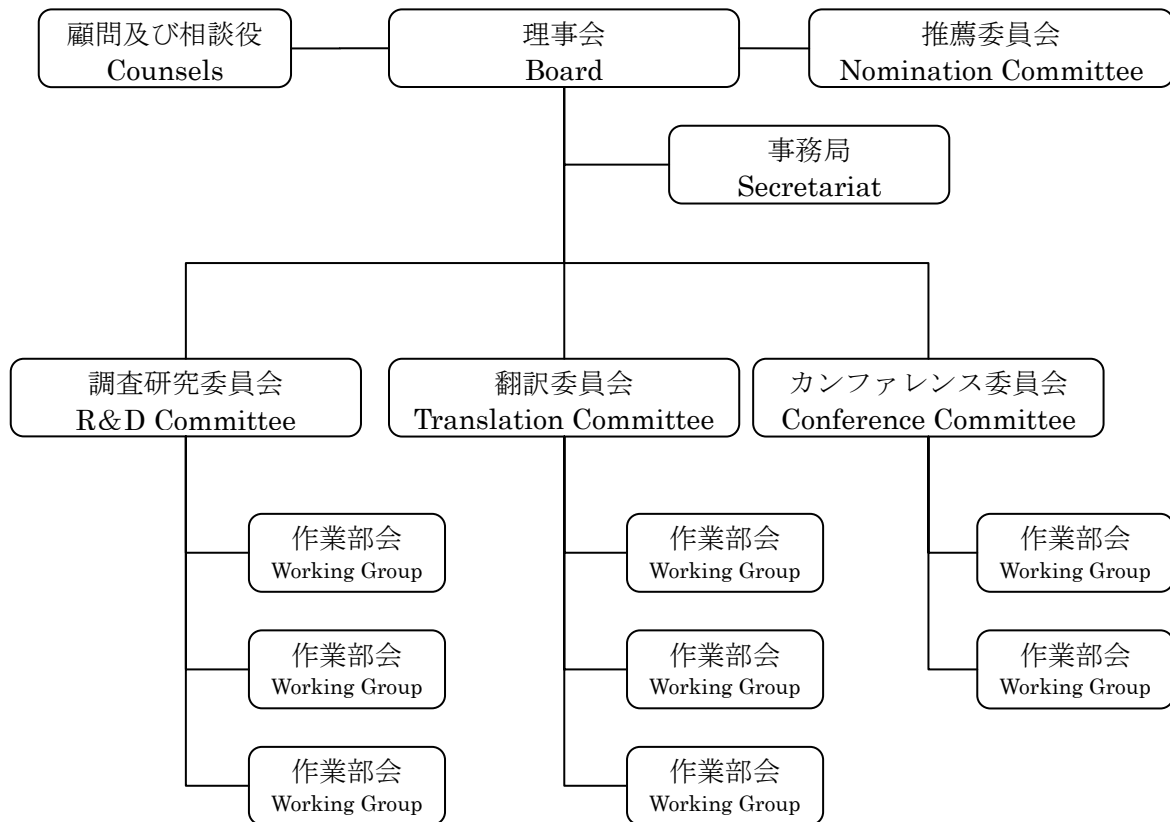 顧問及び相談役
Counsels
理事会
Board
推薦委員会
Nomination Committee
事務局
Secretariat
調査研究委員会
R&D Committee
翻訳委員会
Translation Committee
カンファレンス委員会
Conference Committee
作業部会
Working Group
作業部会
Working Group
作業部会
Working Group
作業部会
Working Group
作業部会
Working Group
作業部会
Working Group
作業部会
Working Group
作業部会
Working Group